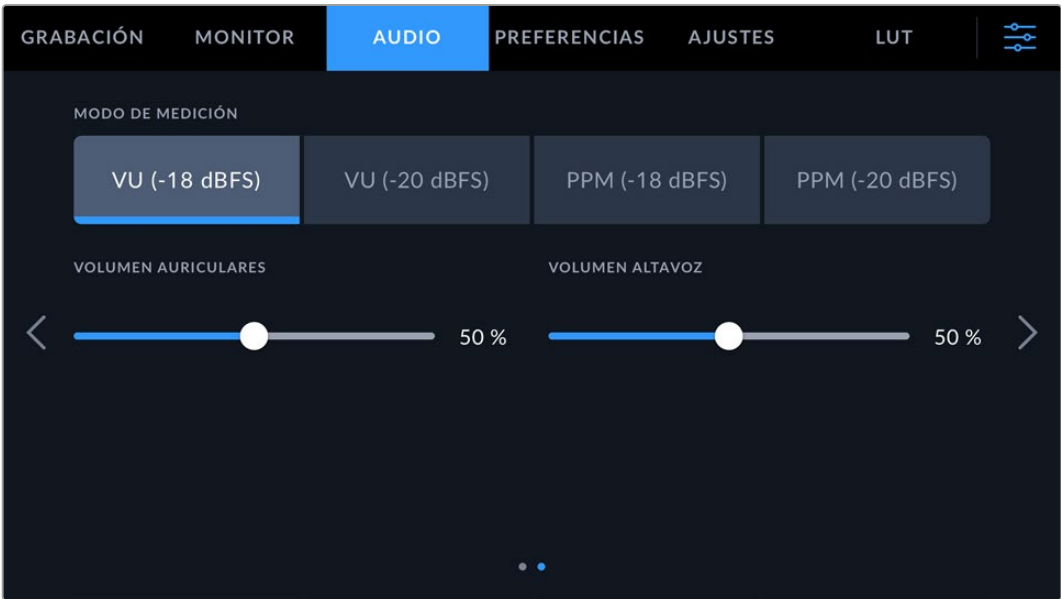 GRABACIÓN MONITOR AUDIO PREFERENCIAS AJUSTES LUT
MODO DE MEDICIÓN
VU (-18 dBFS) VU (-20 dBFS) PPM (-18 dBFS) PPM (-20 dBFS)
VOLUMEN AURICULARES VOLUMEN ALTAVOZ
50 % 50 %